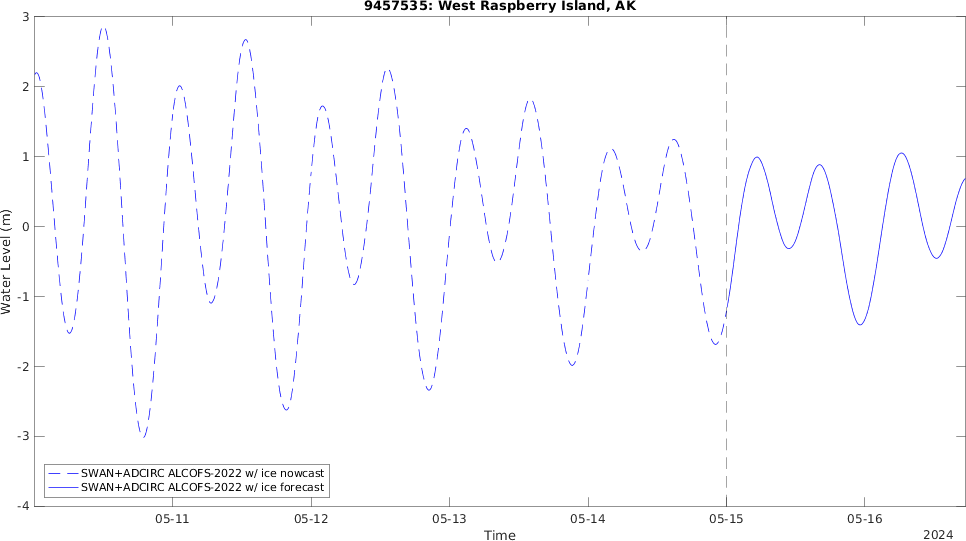 9457535: West Raspberry Island, AK
3
2
1
0
-1
-2
-3
-4
Water Level (m)
SWAN+ADCIRC ALCOFS-2022 w/ ice nowcast
SWAN+ADCIRC ALCOFS-2022 w/ ice forecast
05-11 05-12 05-13 05-14 05-15 05-16
Time
2024